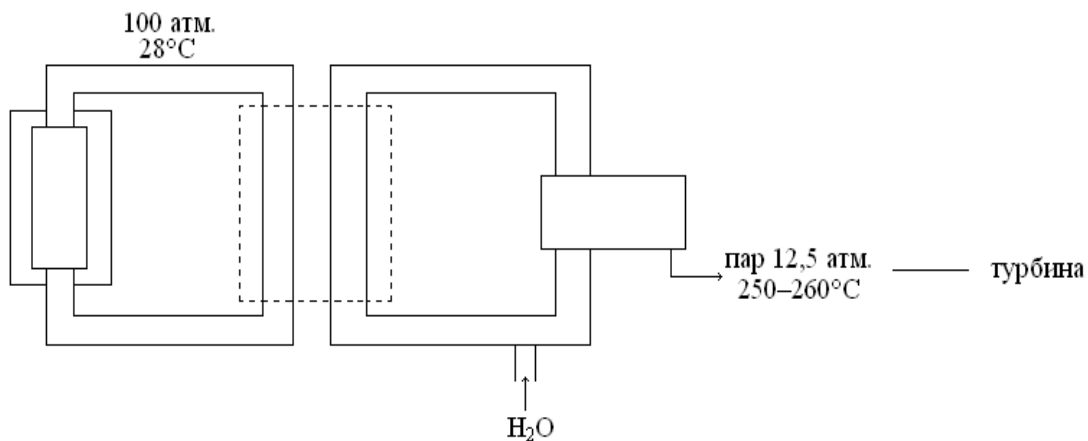 100 атм.
28°C
пар 12,5 атм.
250–260°C
турбина
H₂O